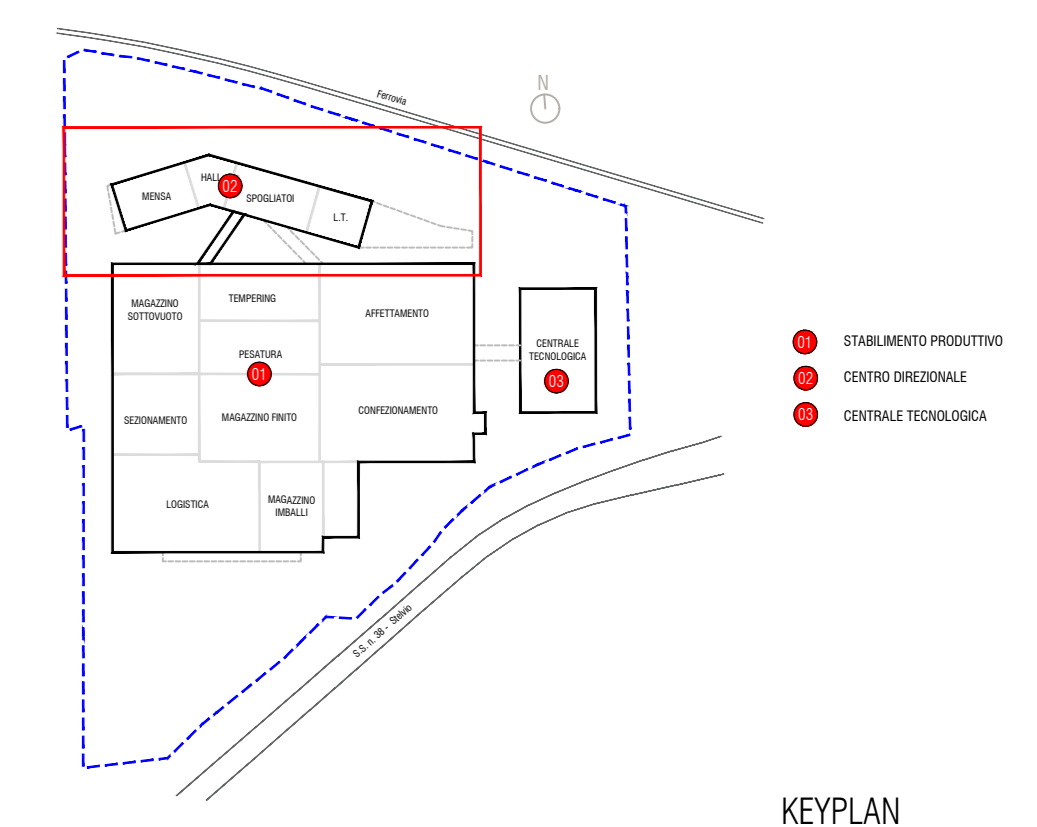 N
Ferrovia
HALL
02
MENSA
SPOGLIATOI
L.T.
MAGAZZINO
SOTTOVUOTO
TEMPERING
AFFETTAMENTO
PESATURA
01
CENTRALE
TECNOLOGICA
03
SEZIONAMENTO
MAGAZZINO FINITO
CONFEZIONAMENTO
LOGISTICA
MAGAZZINO
IMBALLI
S.S. n. 38 - Stelvio
01 STABILIMENTO PRODUTTIVO
02 CENTRO DIREZIONALE
03 CENTRALE TECNOLOGICA
KEYPLAN